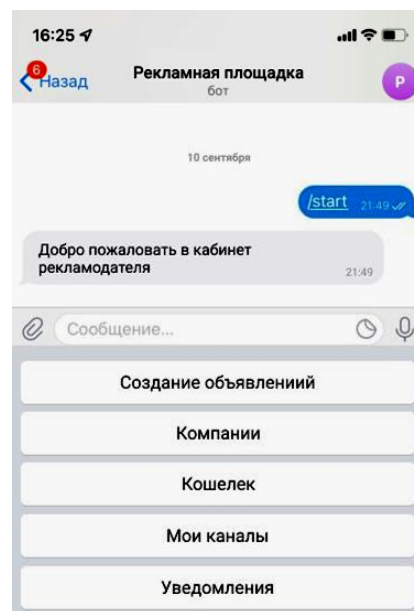 16:25
6
Назад
Рекламная площадка
бот
Р
10 сентября
/start 21:49
Добро пожаловать в кабинет
рекламодателя
21:49
Сообщение...
Создание объявлениий
Компании
Кошелек
Мои каналы
Уведомления